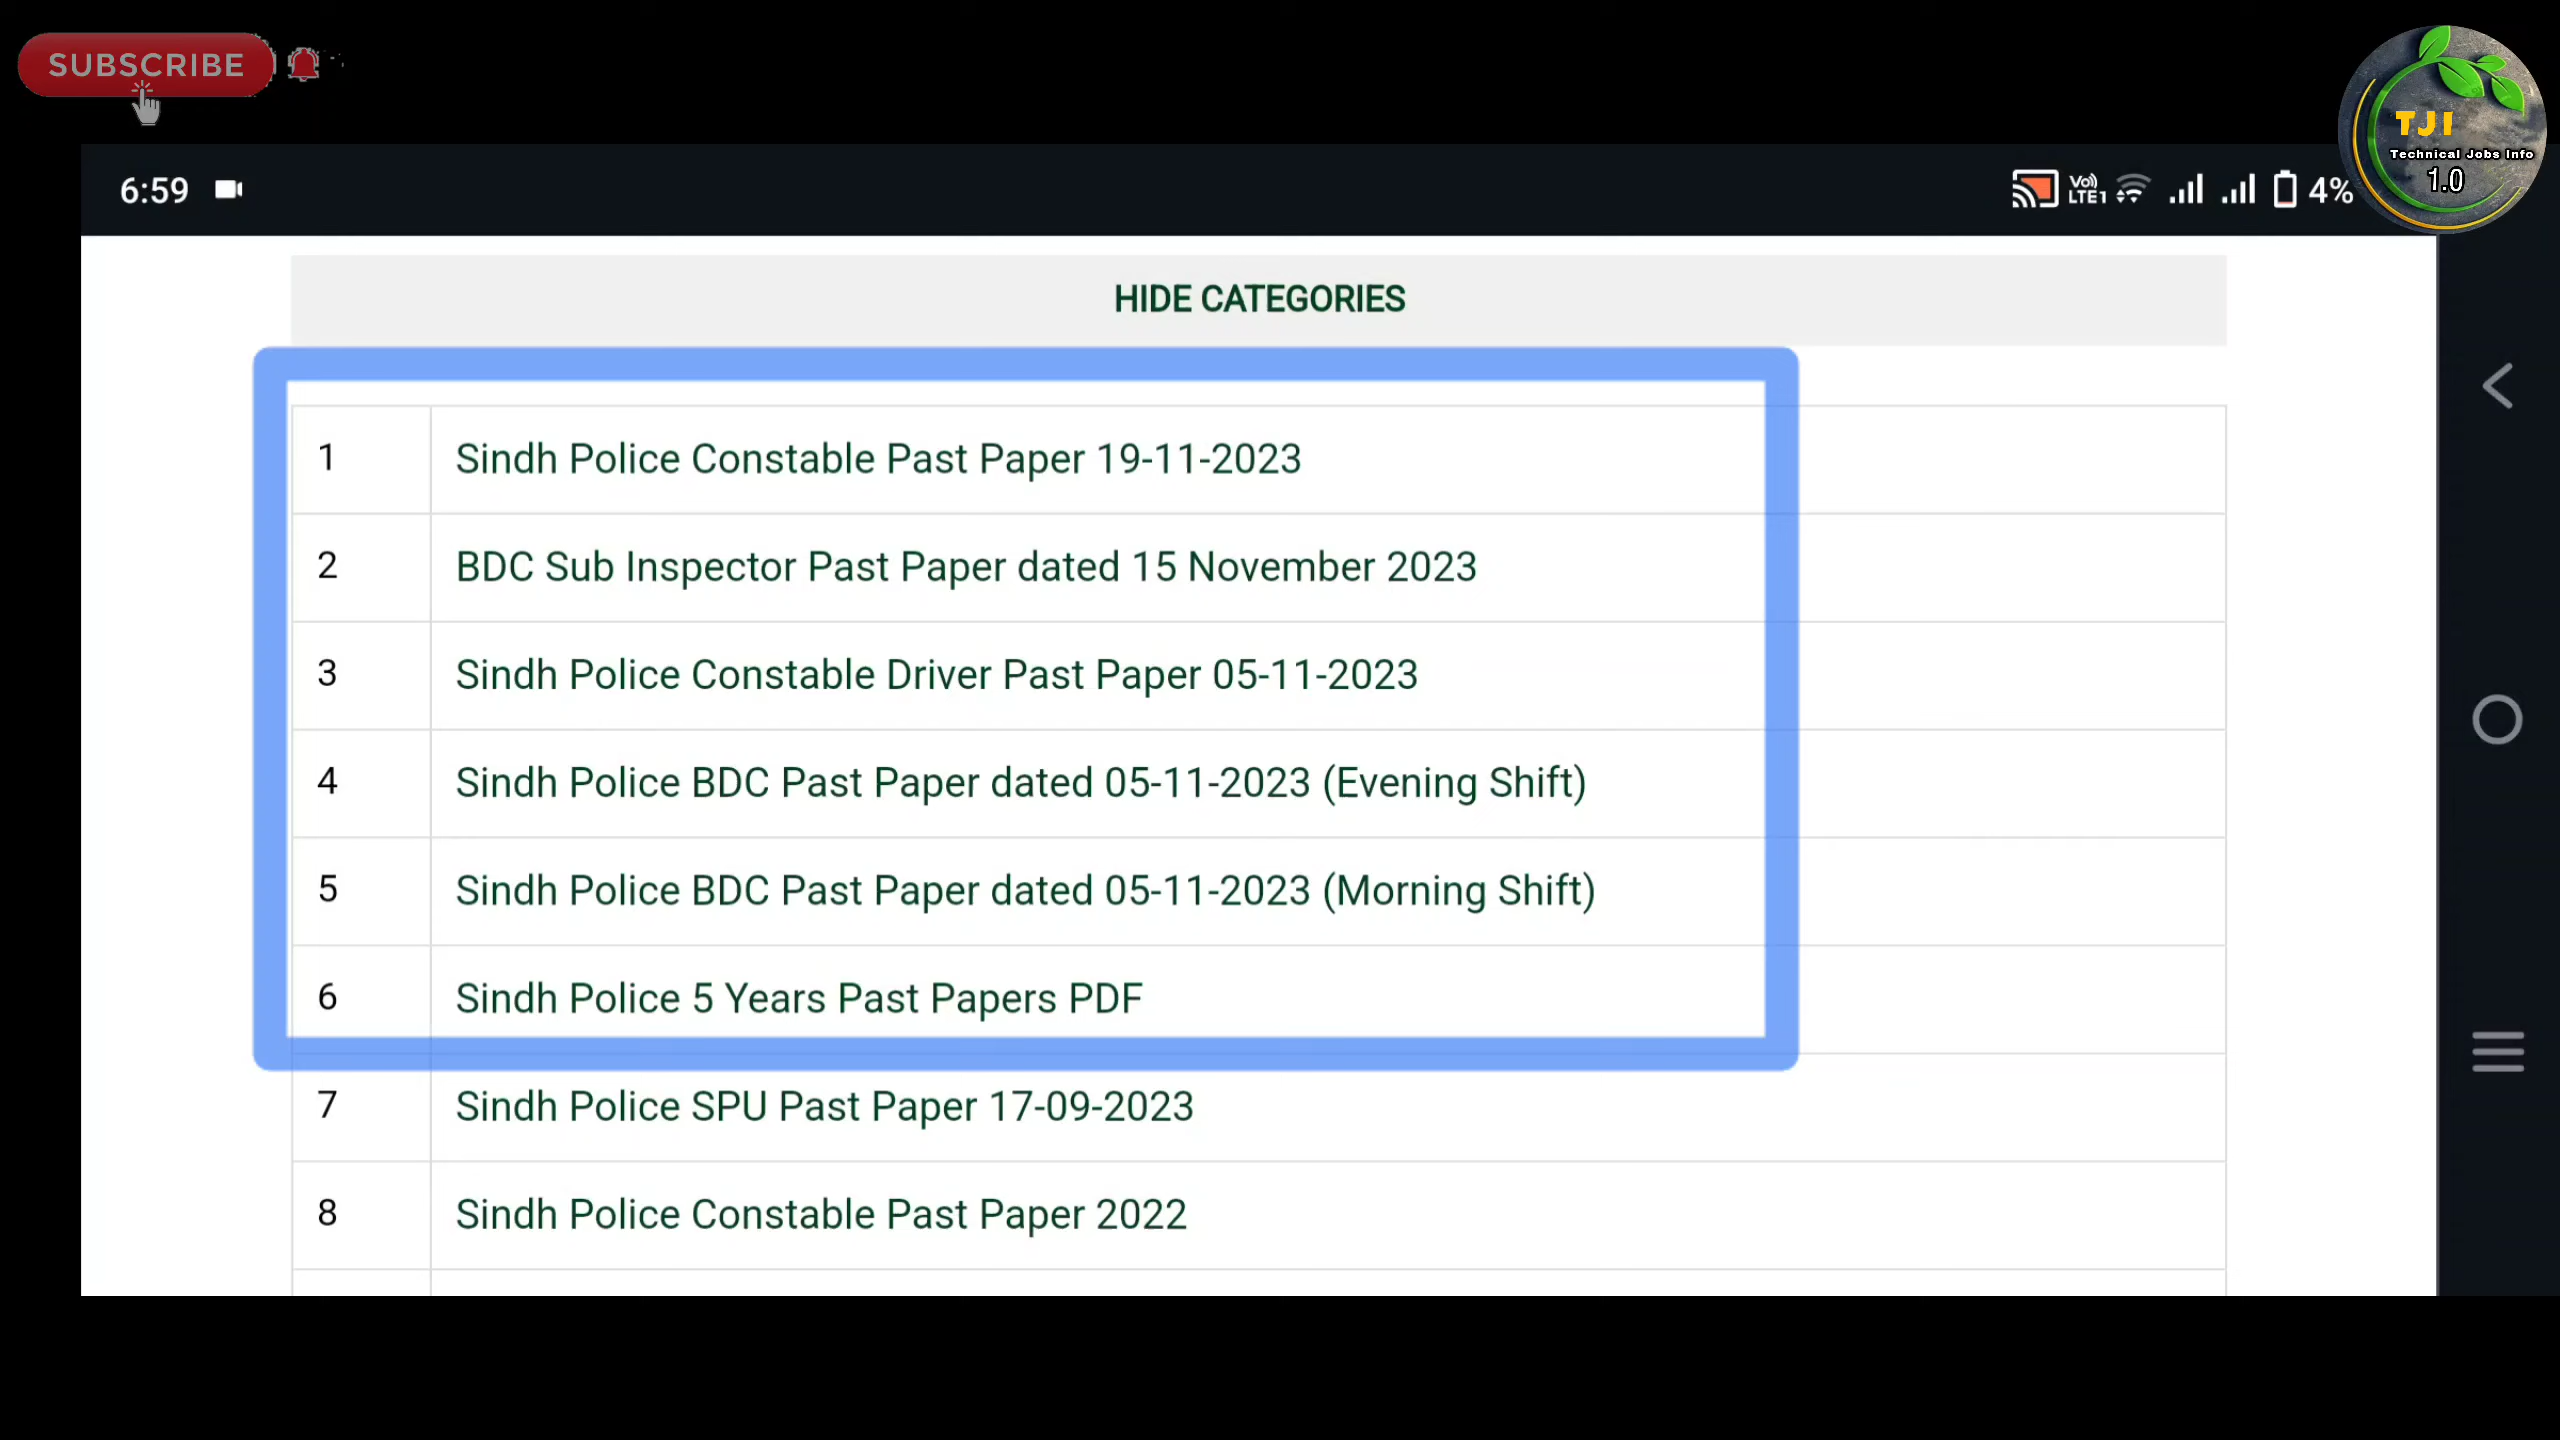 SUBSCRIBE
TJI
Technical Jobs Info
1.0
6:59
Vo)
LTE1
4%
HIDE CATEGORIES
1 Sindh Police Constable Past Paper 19-11-2023
2 BDC Sub Inspector Past Paper dated 15 November 2023
3 Sindh Police Constable Driver Past Paper 05-11-2023
4 Sindh Police BDC Past Paper dated 05-11-2023 (Evening Shift)
5 Sindh Police BDC Past Paper dated 05-11-2023 (Morning Shift)
6 Sindh Police 5 Years Past Papers PDF
7 Sindh Police SPU Past Paper 17-09-2023
8 Sindh Police Constable Past Paper 2022